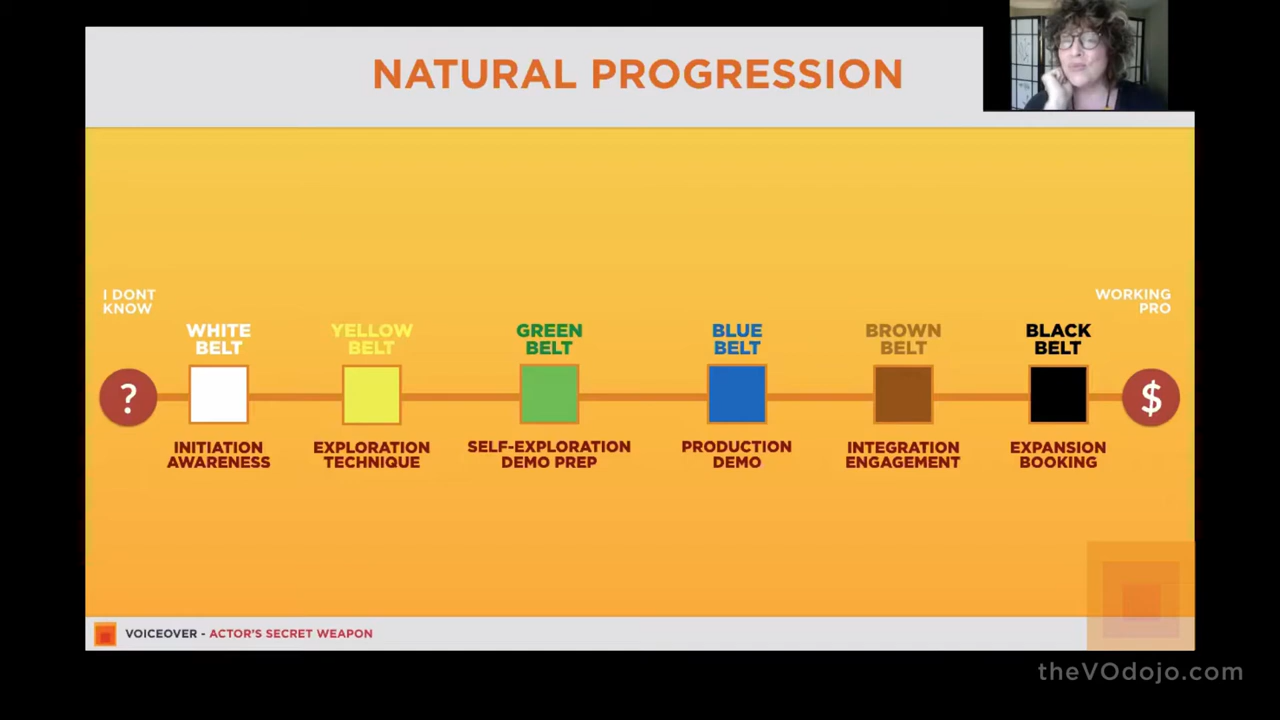 NATURAL PROGRESSION
I DONT
KNOW
WORKING
PRO
WHITE
BELT
YELLOW
BELT
GREEN
BELT
BLUE
BELT
BROWN
BELT
BLACK
BELT
?
$
INITIATION
AWARENESS
EXPLORATION
TECHNIQUE
SELF-EXPLORATION
DEMO PREP
PRODUCTION
DEMO
INTEGRATION
ENGAGEMENT
EXPANSION
BOOKING
VOICEOVER - ACTOR'S SECRET WEAPON
theVOdojo.com